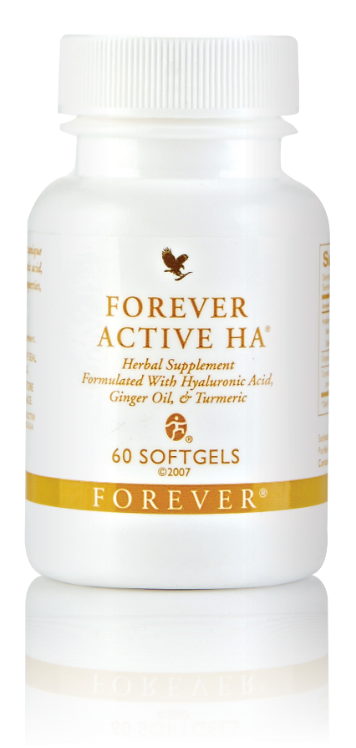 FOREVER
ACTIVE HA®
Herbal Supplement
Formulated With Hyaluronic Acid,
Ginger Oil, & Turmeric
®
60 SOFTGELS
©2007
FOREVER®